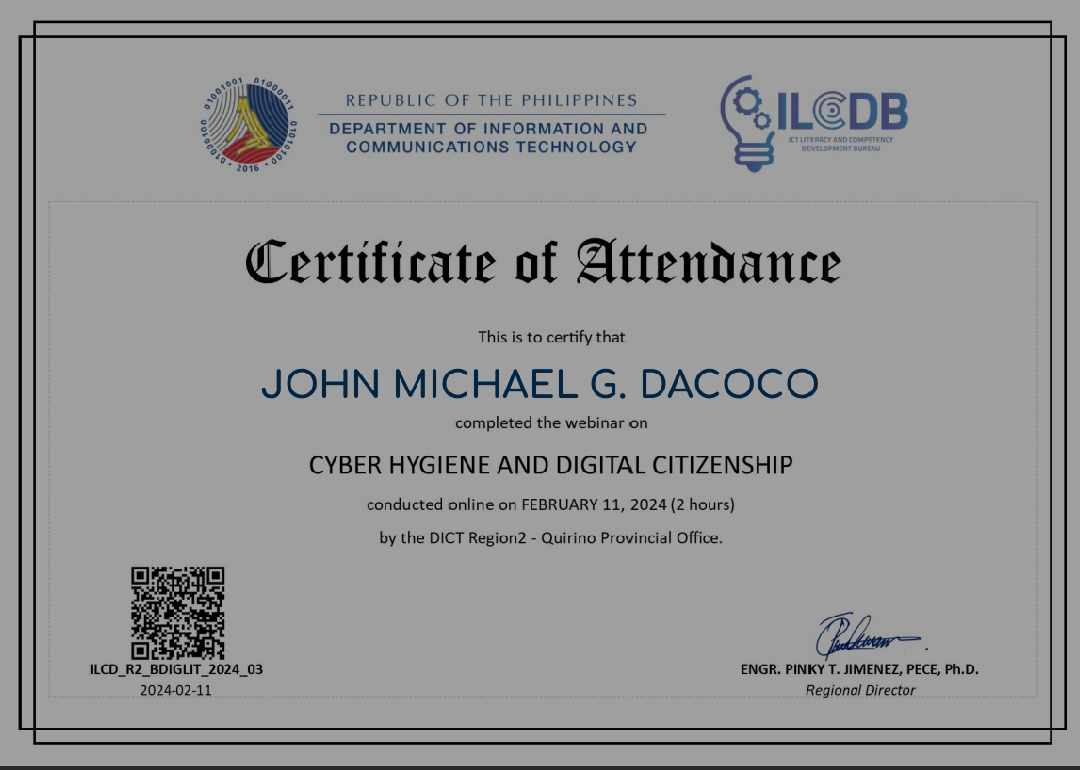 REPUBLIC OF THE PHILIPPINES
DEPARTMENT OF INFORMATION AND
COMMUNICATIONS TECHNOLOGY
ILCDB
ICT LITERACY AND COMPETENCY
DEVELOPMENT BUREAU
01001001 01000011 01010100 01000100
2016
Certificate of Attendance
This is to certify that
JOHN MICHAEL G. DACOCO
completed the webinar on
CYBER HYGIENE AND DIGITAL CITIZENSHIP
conducted online on FEBRUARY 11, 2024 (2 hours)
by the DICT Region2 - Quirino Provincial Office.
ILCD_R2_BDIGLIT_2024_03
2024-02-11
ENGR. PINKY T. JIMENEZ, PECE, Ph.D.
Regional Director